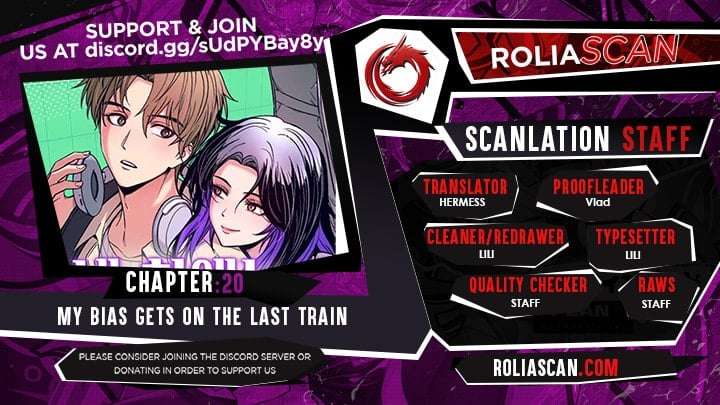 SUPPORT & JOIN
US AT discord.gg/sUdPYBay8y
ROLIASCAN
SCANLATION STAFF
TRANSLATOR
HERMESS
PROOFLEADER
Vlad
CLEANER/REDRAWER
LILI
TYPESETTER
LILI
QUALITY CHECKER
STAFF
RAWS
STAFF
CHAPTER:20
MY BIAS GETS ON THE LAST TRAIN
PLEASE CONSIDER JOINING THE DISCORD SERVER OR
DONATING IN ORDER TO SUPPORT US
ROLIASCAN.COM